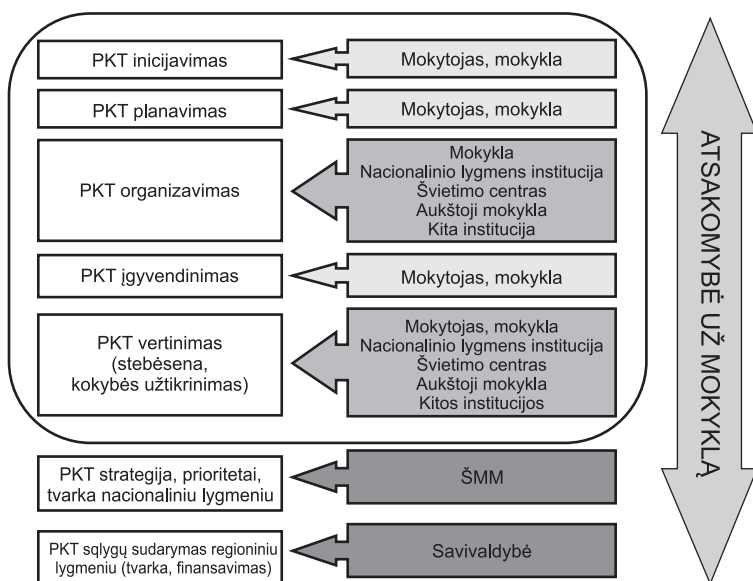 PKT inicijavimas
Mokytojas, mokykla
PKT planavimas
Mokytojas, mokykla
PKT organizavimas
Mokykla
Nacionalinio lygmens institucija
Švietimo centras
Aukštoji mokykla
Kita institucija
PKT įgyvendinimas
Mokytojas, mokykla
PKT vertinimas
(stebėsena,
kokybės užtikrinimas)
Mokytojas, mokykla
Nacionalinio lygmens institucija
Švietimo centras
Aukštoji mokykla
Kitos institucijos
PKT strategija, prioritetai,
tvarka nacionaliniu lygmeniu
ŠMM
PKT sąlygų sudarymas regioniniu
lygmeniu (tvarka, finansavimas)
Savivaldybė
ATSAKOMYBĖ UŽ MOKYKLĄ